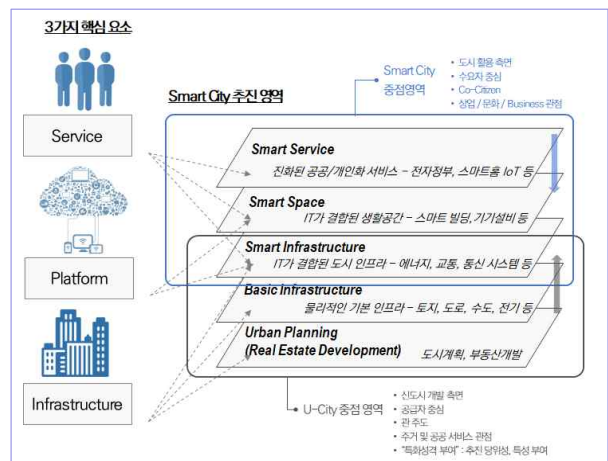 3가지 핵심 요소
Service
Platform
Infrastructure
Smart City 추진 영역
Smart City
중점영역
• 도시 활용 측면
• 수요자 중심
• Co-Citizen
• 상업 / 문화 / Business 관점
Smart Service
진화된 공공/개인화 서비스 – 전자정부, 스마트홈 IoT 등
Smart Space
IT가 결합된 생활공간 – 스마트 빌딩, 기기설비 등
Smart Infrastructure
IT가 결합된 도시 인프라 – 에너지, 교통, 통신 시스템 등
Basic Infrastructure
물리적인 기본 인프라 – 토지, 도로, 수도, 전기 등
Urban Planning
(Real Estate Development) 도시계획, 부동산개발
U-City 중점 영역
• 신도시 개발 측면
• 공급자 중심
• 관 주도
• 주거 및 공공 서비스 관점
• "특화성격 부여" : 추진 당위성, 특성 부여